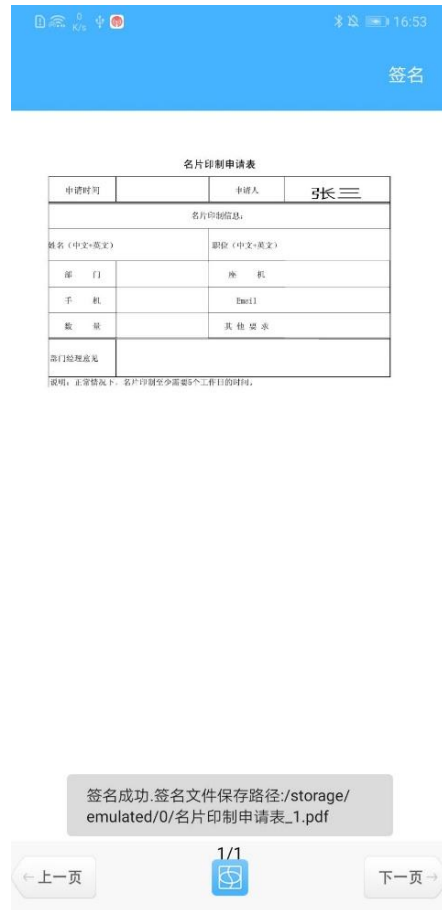 0
K/s
16:53
签名
名片印制申请表
申请时间 申请人 张三
名片印制信息:
姓名(中文+英文) 职位(中文+英文)
部 门 座 机
手 机 Email
数 量 其 他 要 求
部门经理意见
说明：正常情况下，名片印制至少需要5个工作日的时间。
签名成功.签名文件保存路径:/storage/
emulated/0/名片印制申请表_1.pdf
1/1
←上一页
下一页→